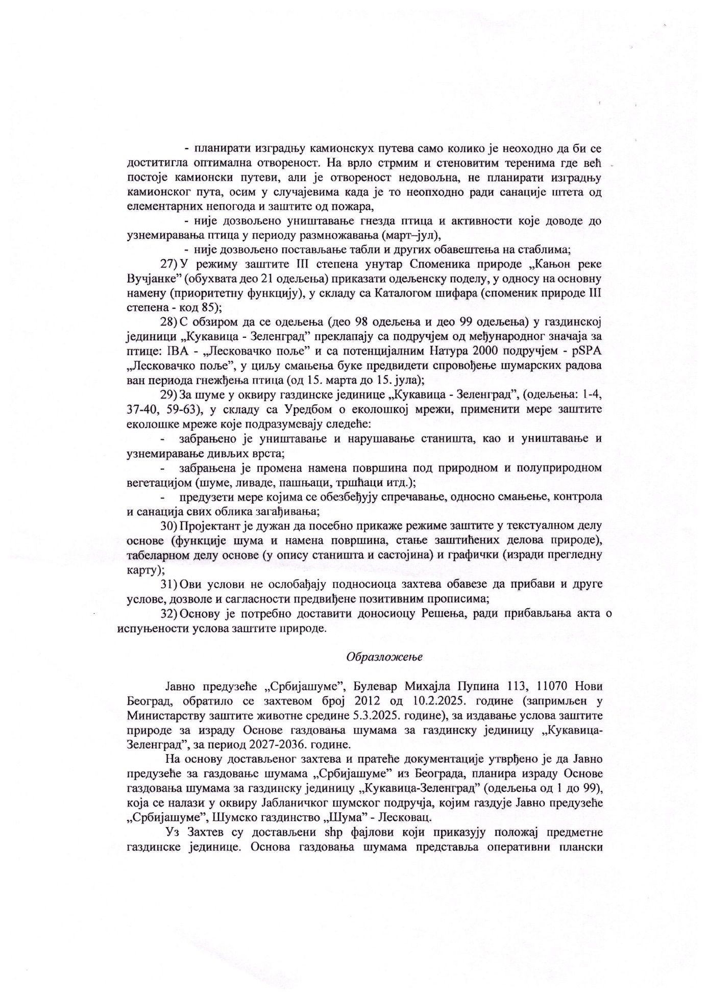 - планирати изградњу камионскух путева само колико је неоходно да би се
доститигла оптимална отвореност. На врло стрмим и стеновитим теренима где већ
постоје камионски путеви, али је отвореност недовољна, не планирати изградњу
камионског пута, осим у случајевима када је то неопходно ради санације штета од
елементарних непогода и заштите од пожара,
- није дозвољено уништавање гнезда птица и активности које доводе до
узнемиравања птица у периоду размножавања (март–јул),
- није дозвољено постављање табли и других обавештења на стаблима;
27) У режиму заштите III степена унутар Споменика природе „Кањон реке
Вучјанке” (обухвата део 21 одељења) приказати одељенску поделу, у односу на основну
намену (приоритетну функцију), у складу са Каталогом шифара (споменик природе III
степена - код 85);
28) С обзиром да се одељења (део 98 одељења и део 99 одељења) у газдинској
јединици „Кукавица - Зеленград” преклапају са подручјем од међународног значаја за
птице: IBA - „Лесковачко поље” и са потенцијалним Натура 2000 подручјем - pSPA
„Лесковачко поље”, у циљу смањења буке предвидети спровођење шумарских радова
ван периода гнежђења птица (од 15. марта до 15. јула);
29) За шуме у оквиру газдинске јединице „Кукавица - Зеленград”, (одељења: 1-4,
37-40, 59-63), у складу са Уредбом о еколошкој мрежи, применити мере заштите
еколошке мреже које подразумевају следеће:
- забрањено је уништавање и нарушавање станишта, као и уништавање и
узнемиравање дивљих врста;
- забрањена је промена намена површина под природном и полуприродном
вегетацијом (шуме, ливаде, пашњаци, тршћаци итд.);
- предузети мере којима се обезбеђују спречавање, односно смањење, контрола
и санација свих облика загађивања;
30) Пројектант је дужан да посебно прикаже режиме заштите у текстуалном делу
основе (функције шума и намена површина, стање заштићених делова природе),
табеларном делу основе (у опису станишта и састојина) и графички (изради прегледну
карту);
31) Ови услови не ослобађају подносиоца захтева обавезе да прибави и друге
услове, дозволе и сагласности предвиђене позитивним прописима;
32) Основу је потребно доставити доносиоцу Решења, ради прибављања акта о
испуњености услова заштите природе.
Образложење
Јавно предузеће „Србијашуме”, Булевар Михајла Пупина 113, 11070 Нови
Београд, обратило се захтевом број 2012 од 10.2.2025. године (запримљен у
Министарству заштите животне средине 5.3.2025. године), за издавање услова заштите
природе за израду Основе газдовања шумама за газдинску јединицу „Кукавица-
Зеленград”, за период 2027-2036. године.
На основу достављеног захтева и пратеће документације утврђено је да Јавно
предузеће за газдовање шумама „Србијашуме” из Београда, планира израду Основе
газдовања шумама за газдинску јединицу „Кукавица-Зеленград” (одељења од 1 до 99),
која се налази у оквиру Јабланичког шумског подручја, којим газдује Јавно предузеће
„Србијашуме”, Шумско газдинство „Шума” - Лесковац.
Уз Захтев су достављени shp фајлови који приказују положај предметне
газдинске јединице. Основа газдовања шумама представља оперативни плански